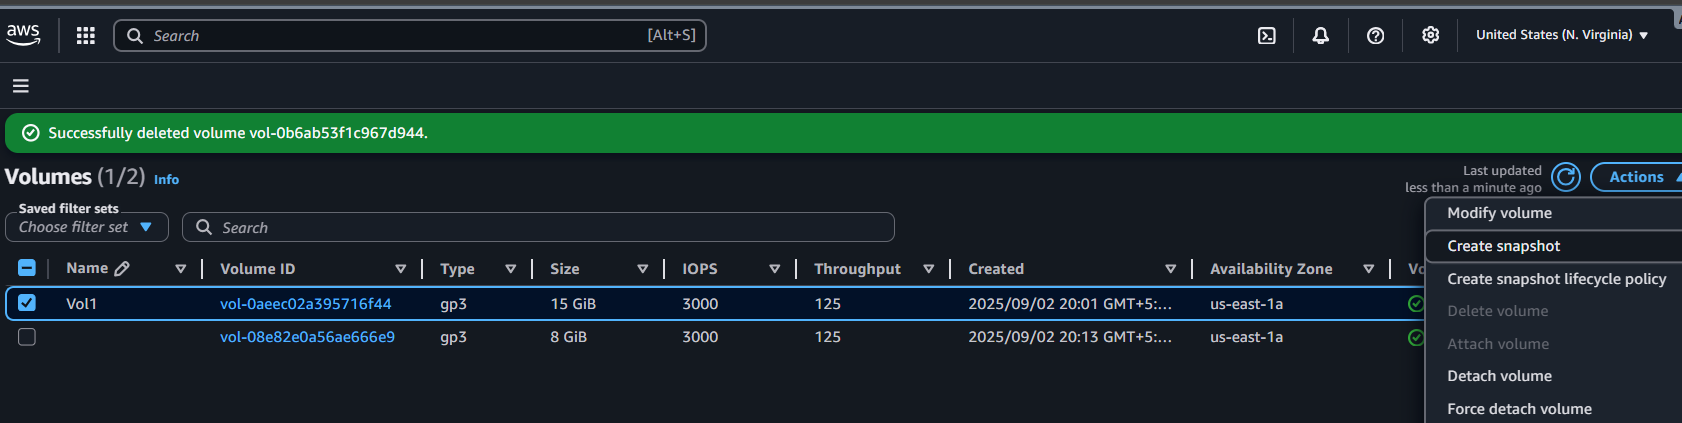 aws Search [Alt+S] United States (N. Virginia)
Successfully deleted volume vol-0b6ab53f1c967d944.
Volumes (1/2) Info
Last updated
less than a minute ago
Actions
Saved filter sets
Choose filter set
Search
Name Volume ID Type Size IOPS Throughput Created Availability Zone Vo
Vol1 vol-0aeec02a395716f44 gp3 15 GiB 3000 125 2025/09/02 20:01 GMT+5:... us-east-1a
vol-08e82e0a56ae666e9 gp3 8 GiB 3000 125 2025/09/02 20:13 GMT+5:... us-east-1a
Modify volume
Create snapshot
Create snapshot lifecycle policy
Delete volume
Attach volume
Detach volume
Force detach volume